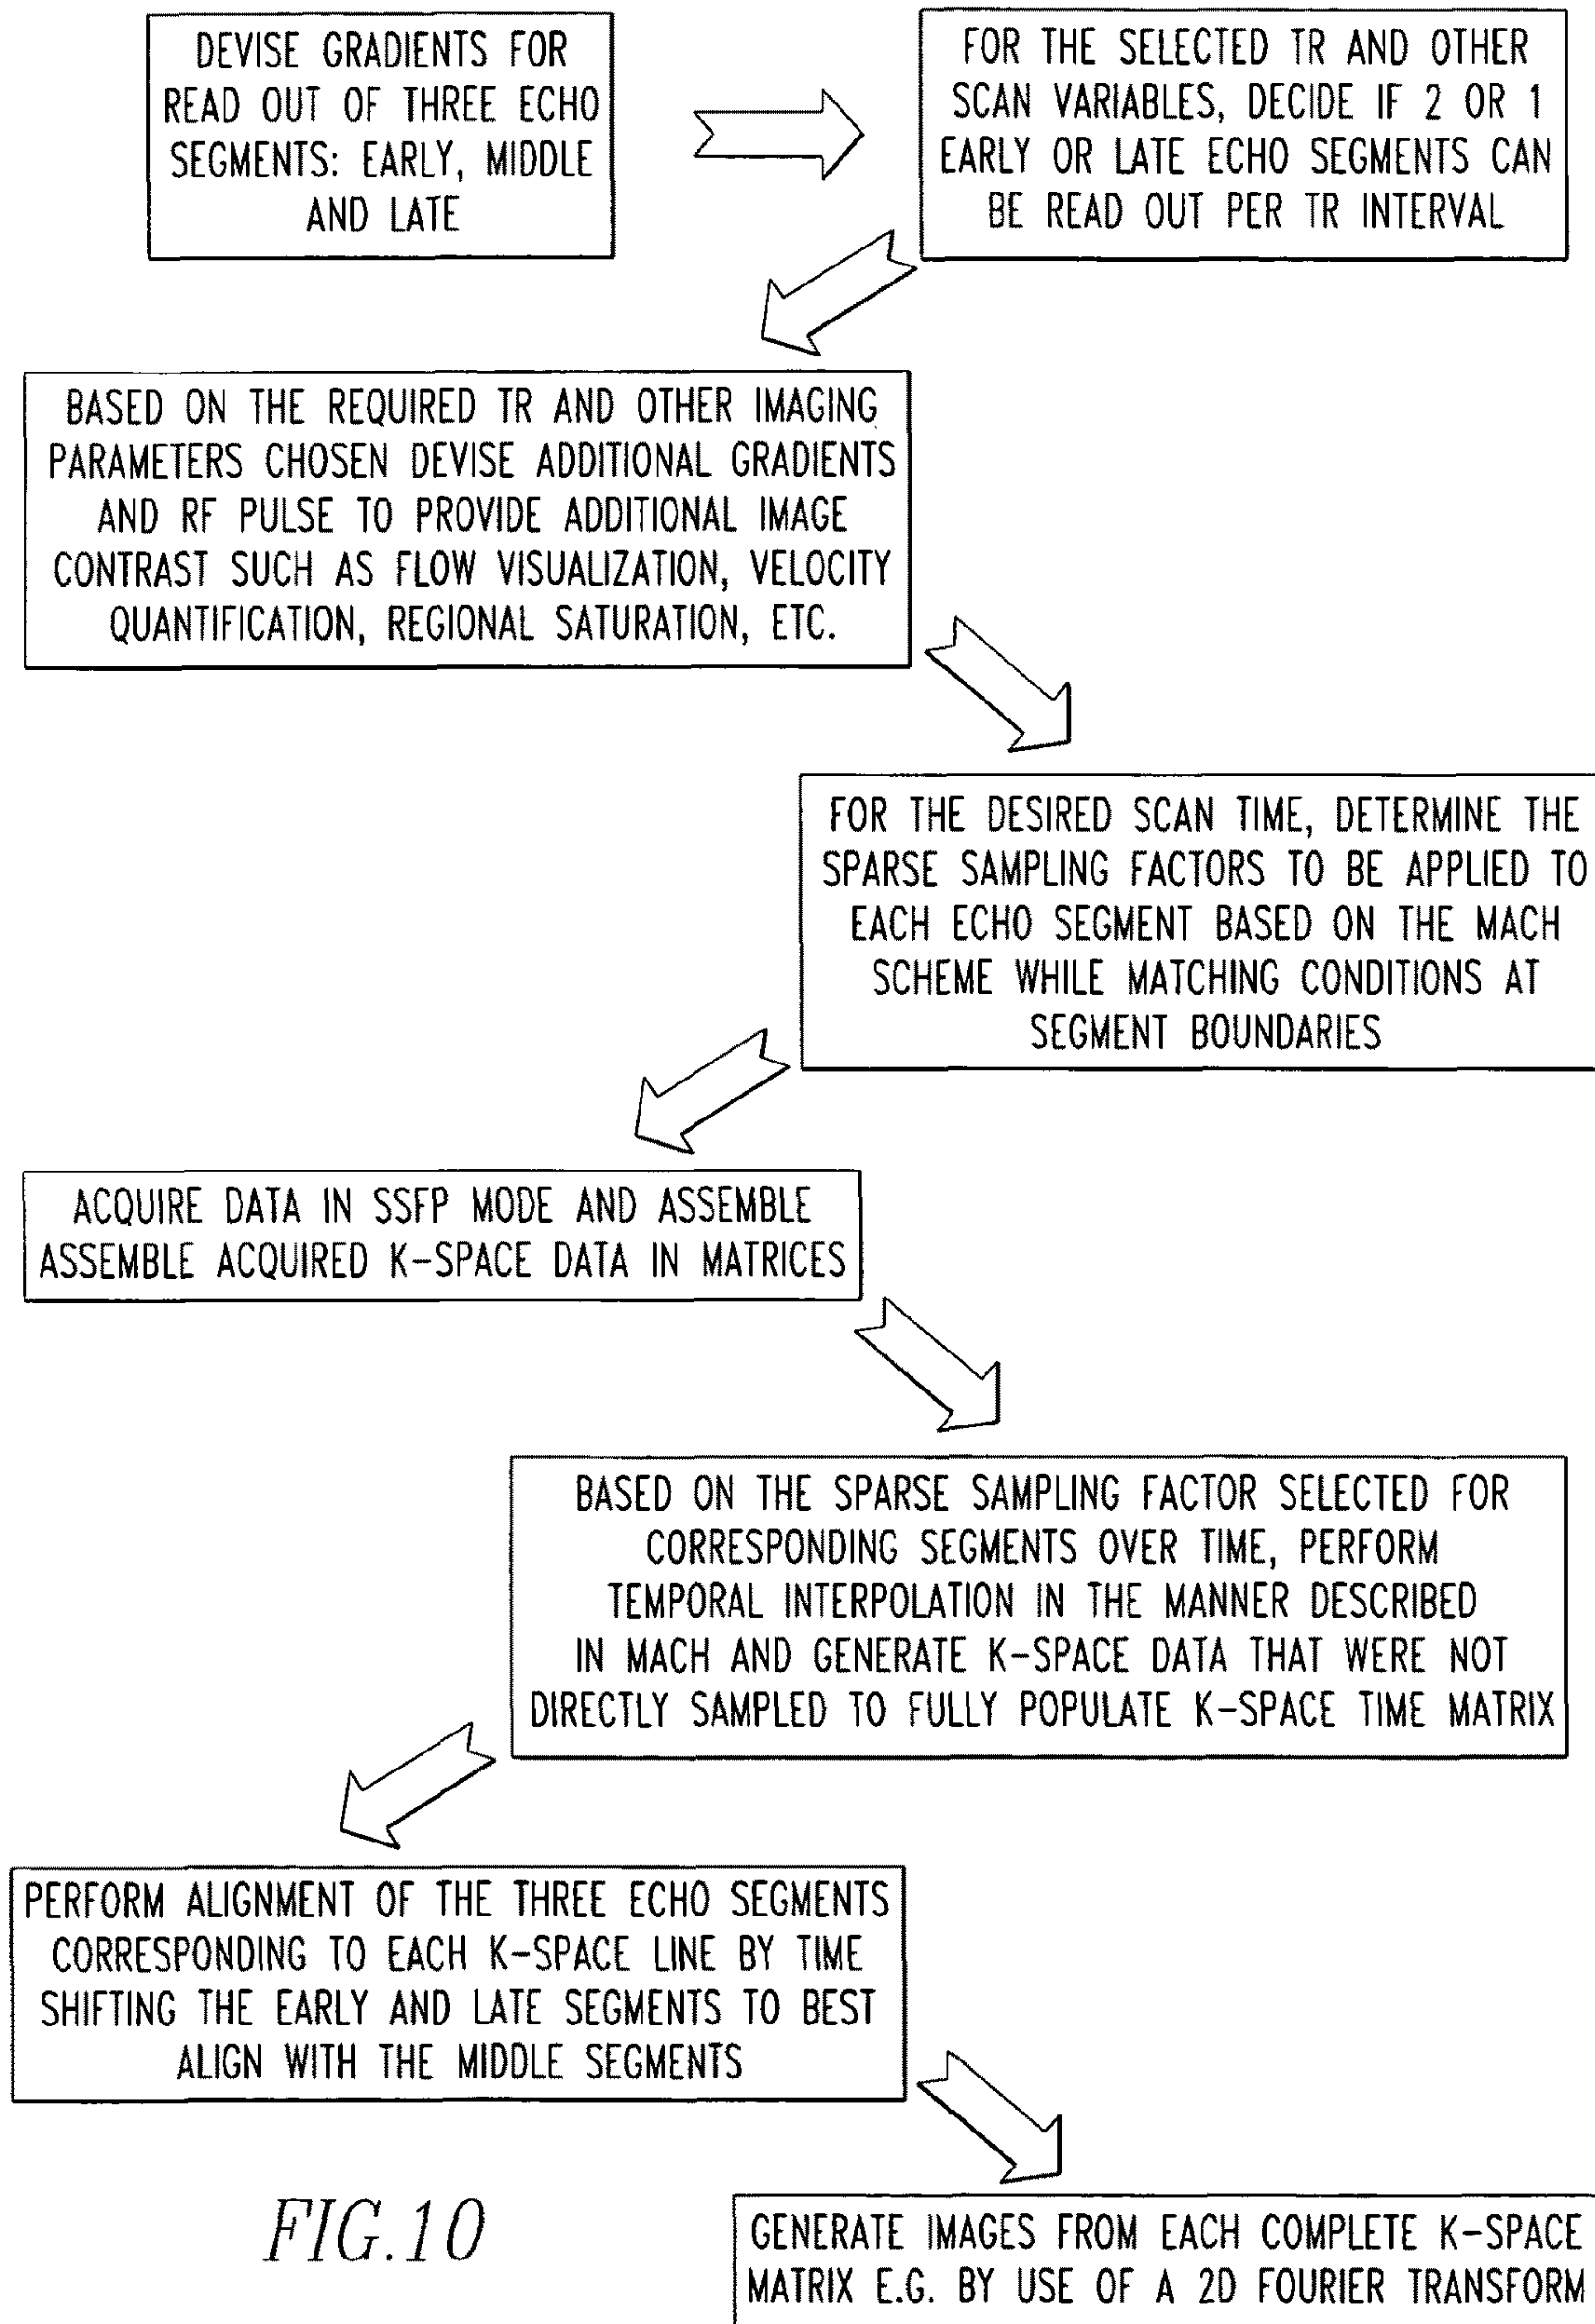 DEVISE GRADIENTS FOR
READ OUT OF THREE ECHO
SEGMENTS: EARLY, MIDDLE
AND LATE
FOR THE SELECTED TR AND OTHER
SCAN VARIABLES, DECIDE IF 2 OR 1
EARLY OR LATE ECHO SEGMENTS CAN
BE READ OUT PER TR INTERVAL
BASED ON THE REQUIRED TR AND OTHER IMAGING
PARAMETERS CHOSEN DEVISE ADDITIONAL GRADIENTS
AND RF PULSE TO PROVIDE ADDITIONAL IMAGE
CONTRAST SUCH AS FLOW VISUALIZATION, VELOCITY
QUANTIFICATION, REGIONAL SATURATION, ETC.
FOR THE DESIRED SCAN TIME, DETERMINE THE
SPARSE SAMPLING FACTORS TO BE APPLIED TO
EACH ECHO SEGMENT BASED ON THE MACH
SCHEME WHILE MATCHING CONDITIONS AT
SEGMENT BOUNDARIES
ACQUIRE DATA IN SSFP MODE AND ASSEMBLE
ASSEMBLE ACQUIRED K-SPACE DATA IN MATRICES
BASED ON THE SPARSE SAMPLING FACTOR SELECTED FOR
CORRESPONDING SEGMENTS OVER TIME, PERFORM
TEMPORAL INTERPOLATION IN THE MANNER DESCRIBED
IN MACH AND GENERATE K-SPACE DATA THAT WERE NOT
DIRECTLY SAMPLED TO FULLY POPULATE K-SPACE TIME MATRIX
PERFORM ALIGNMENT OF THE THREE ECHO SEGMENTS
CORRESPONDING TO EACH K-SPACE LINE BY TIME
SHIFTING THE EARLY AND LATE SEGMENTS TO BEST
ALIGN WITH THE MIDDLE SEGMENTS
GENERATE IMAGES FROM EACH COMPLETE K-SPACE
MATRIX E.G. BY USE OF A 2D FOURIER TRANSFORM
FIG.10